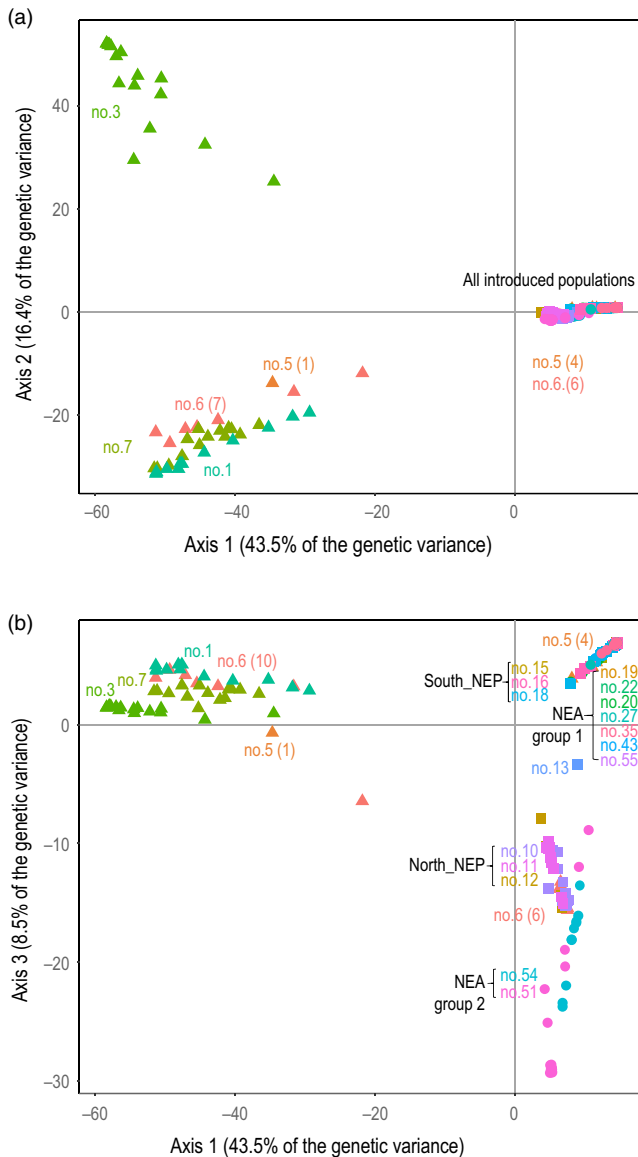 (a)
40
20
0
−20
−60
−40
−20
0
Axis 2 (16.4% of the genetic variance)
Axis 1 (43.5% of the genetic variance)
no.3
All introduced populations
no.5 (1)
no.5 (4)
no.6 (7)
no.6.(6)
no.7
no.1
(b)
0
−10
−20
−30
−60
−40
−20
0
Axis 3 (8.5% of the genetic variance)
Axis 1 (43.5% of the genetic variance)
no.1
no.6 (10)
no.7
no.3
no.5 (1)
no.5 (4)
South_NEP
no.15
no.16
no.18
NEA
group 1
no.19
no.22
no.20
no.27
no.35
no.43
no.55
no.13
North_NEP
no.10
no.11
no.12
no.6 (6)
NEA
group 2
no.54
no.51